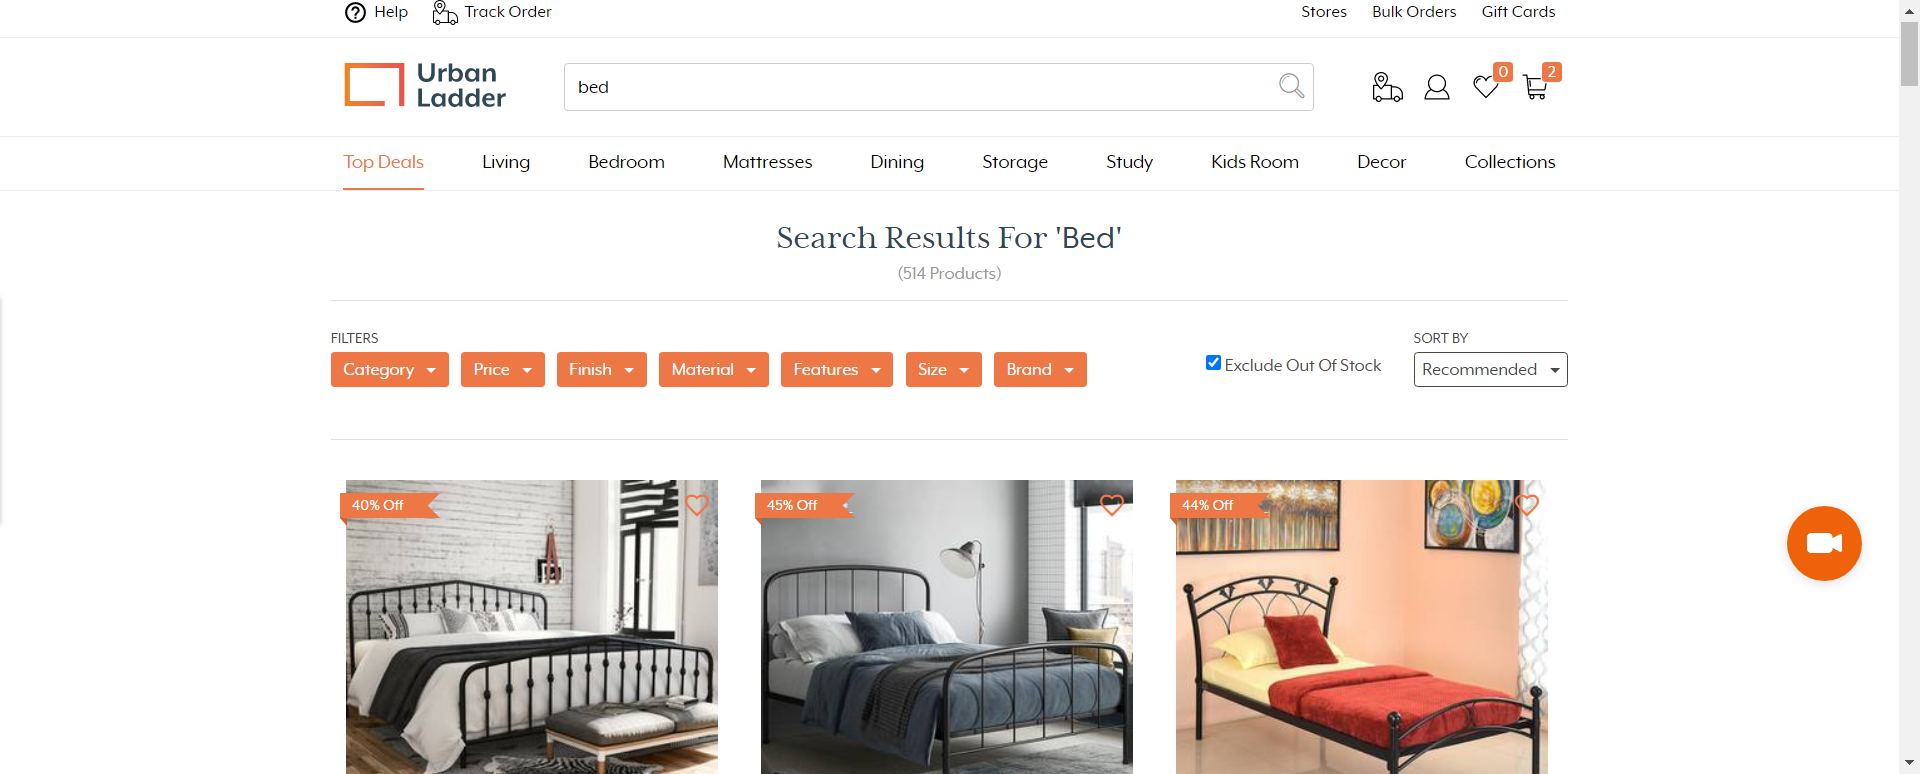 Help Track Order Stores Bulk Orders Gift Cards
Urban
Ladder
bed
0 2
Top Deals Living Bedroom Mattresses Dining Storage Study Kids Room Decor Collections
Search Results For 'Bed'
(514 Products)
FILTERS SORT BY
Category Price Finish Material Features Size Brand Exclude Out Of Stock Recommended
40% Off 45% Off 44% Off